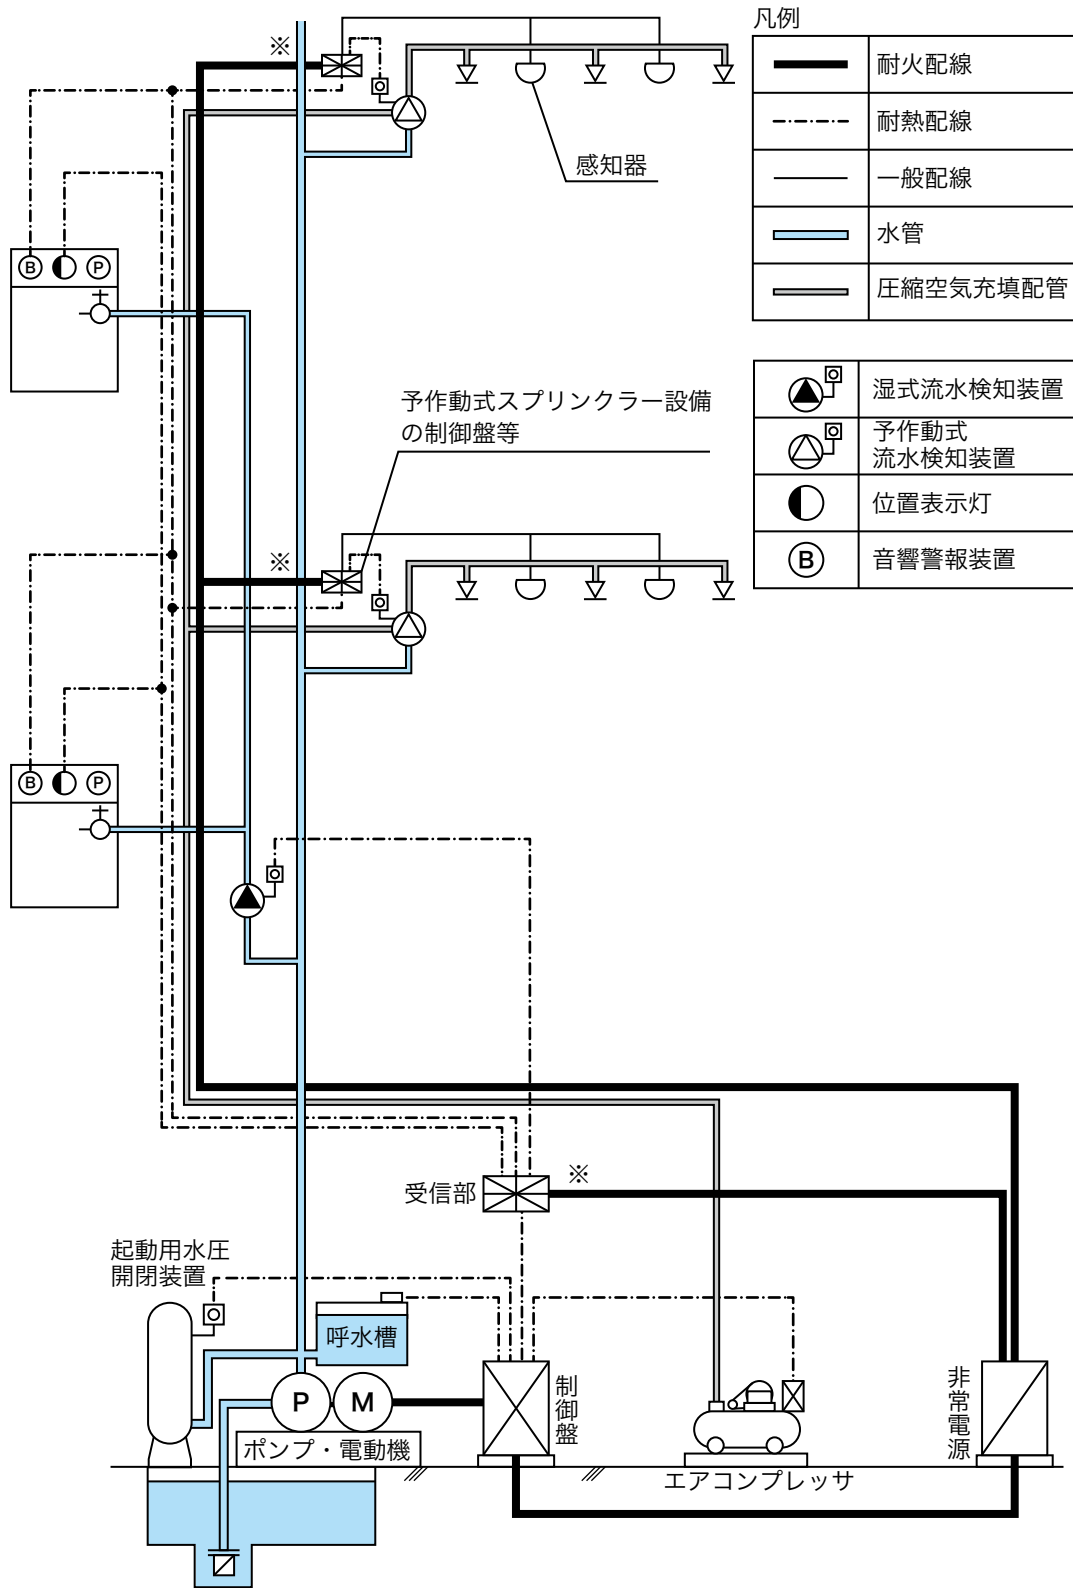 凡例
耐火配線
耐熱配線
一般配線
水管
圧縮空気充填配管
湿式流水検知装置
予作動式
流水検知装置
位置表示灯
B
音響警報装置
※
感知器
B
P
予作動式スプリンクラー設備
の制御盤等
※
B
P
※
受信部
起動用水圧
開閉装置
呼水槽
P
M
ポンプ・電動機
制御盤
エアコンプレッサ
非常電源